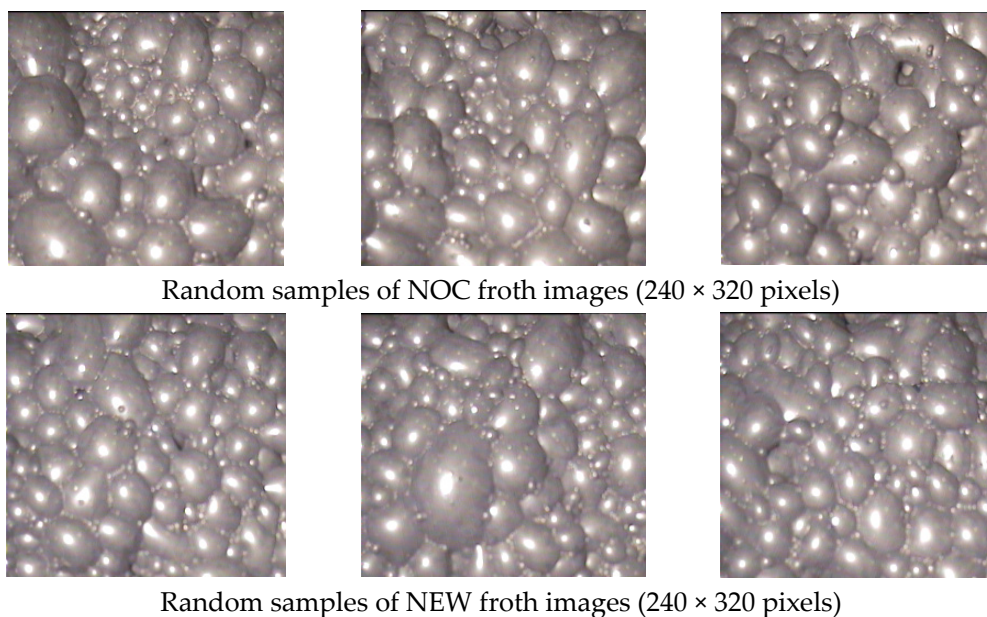 Random samples of NOC froth images (240 × 320 pixels)
Random samples of NEW froth images (240 × 320 pixels)